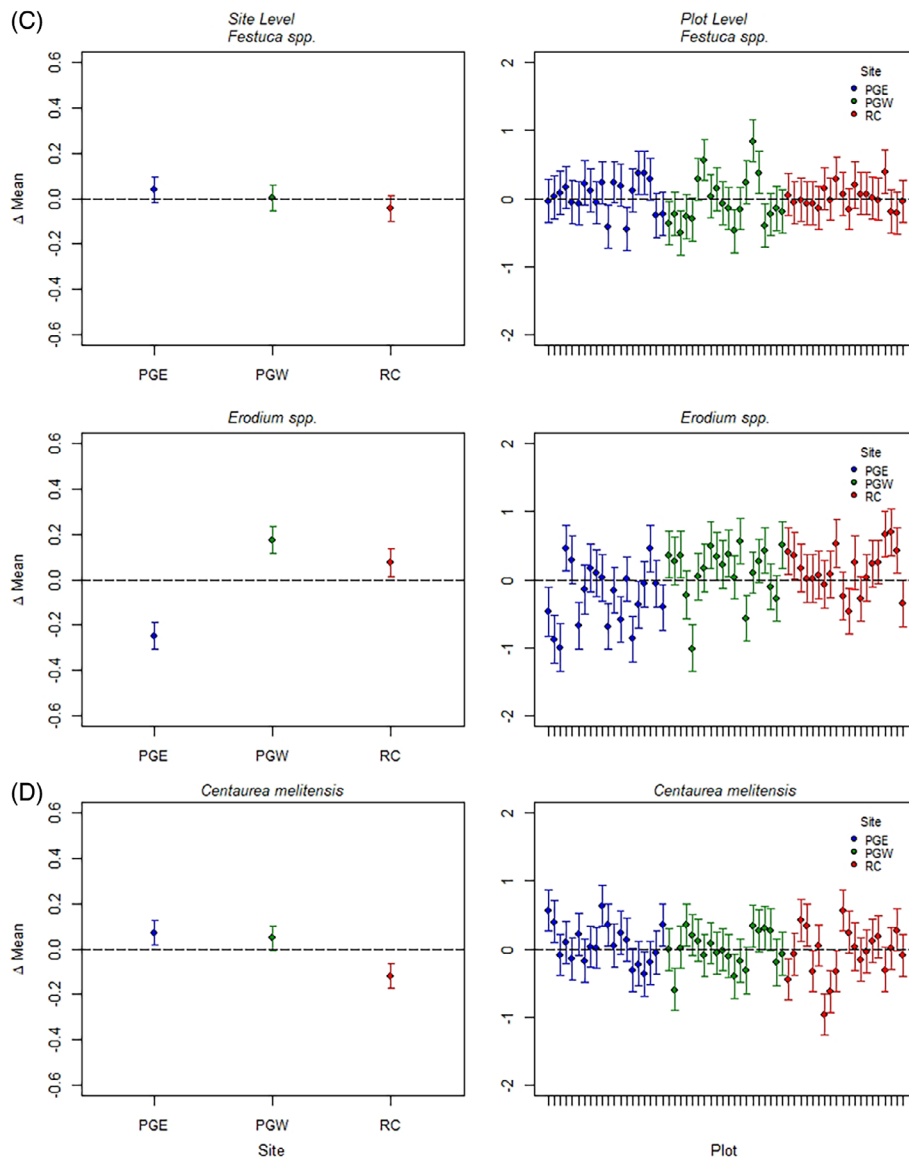 (C)
Site Level
Festuca spp.
Δ Mean
0.6
0.4
0.2
0.0
-0.2
-0.4
-0.6
PGE PGW RC
Plot Level
Festuca spp.
2
1
0
-1
-2
Site
PGE
PGW
RC
Erodium spp.
Δ Mean
0.6
0.4
0.2
0.0
-0.2
-0.4
-0.6
PGE PGW RC
Erodium spp.
2
1
0
-1
-2
Site
PGE
PGW
RC
(D)
Centaurea melitensis
Δ Mean
0.6
0.4
0.2
0.0
-0.2
-0.4
-0.6
PGE PGW RC
Site
Centaurea melitensis
2
1
0
-1
-2
Site
PGE
PGW
RC
Plot